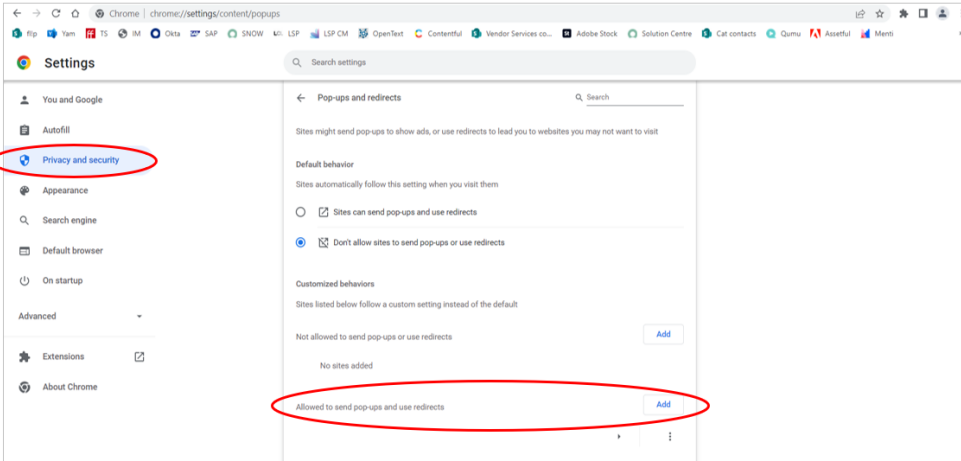 Chrome | chrome://settings/content/popups
flip Yam TS IM Okta SAP SNOW LSP LSP CM OpenText Contentful Vendor Services co... Adobe Stock Solution Centre Cat contacts Qumu Assetful Menti
Settings
Search settings
You and Google
Autofill
Privacy and security
Appearance
Search engine
Default browser
On startup
Advanced
Extensions
About Chrome
Pop-ups and redirects
Search
Sites might send pop-ups to show ads, or use redirects to lead you to websites you may not want to visit
Default behavior
Sites automatically follow this setting when you visit them
Sites can send pop-ups and use redirects
Don't allow sites to send pop-ups or use redirects
Customized behaviors
Sites listed below follow a custom setting instead of the default
Not allowed to send pop-ups or use redirects
Add
No sites added
Allowed to send pop-ups and use redirects
Add